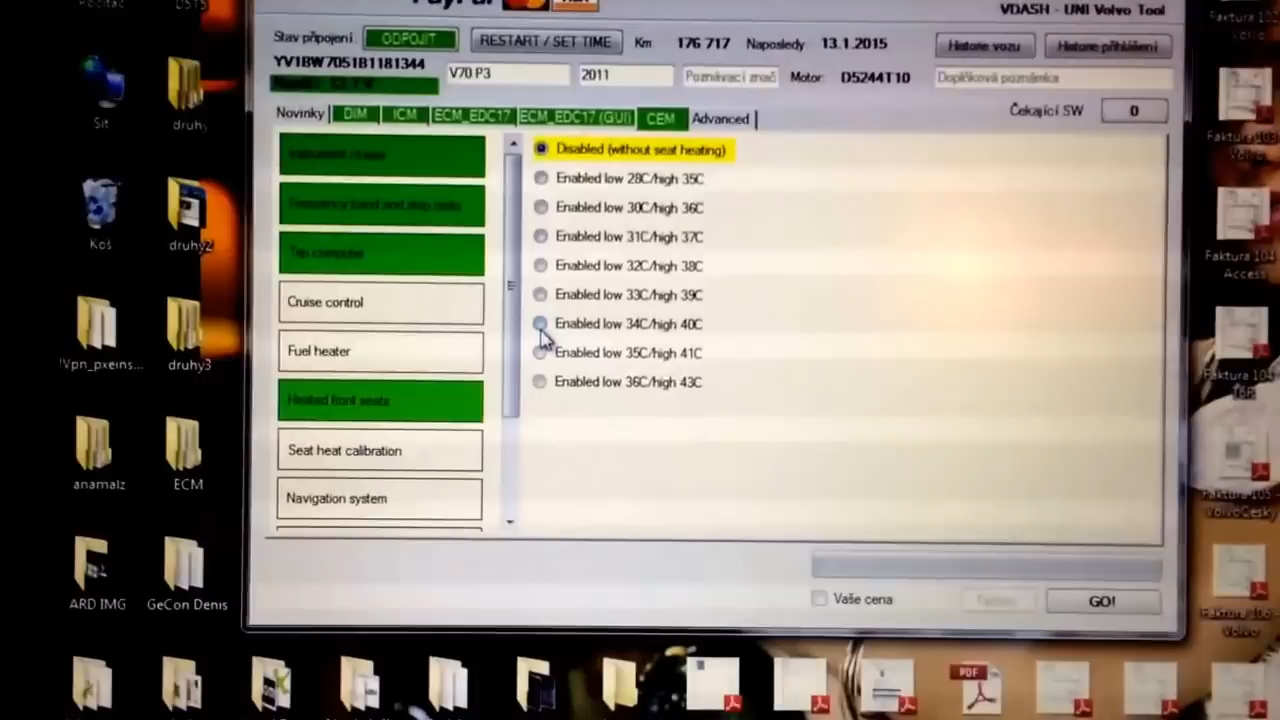 PayPal
VDASH - UNI Volvo Tool
Stav připojení
ODPOJIT
RESTART / SET TIME
Km
176 717
Naposledy
13.1.2015
Historie vozu
Historie přihlášení
YV1BW7051B1181344
V70 P3
2011
Poznávací znač
Motor
D5244T10
Doplňková poznámka
Novinky
DIM
ICM
ECM_EDC17
ECM_EDC17 (GUI)
CEM
Advanced
Čekající SW
0
Trip computer
Cruise control
Fuel heater
Heated front seats
Seat heat calibration
Navigation system
Disabled (without seat heating)
Enabled low 28C/high 35C
Enabled low 30C/high 36C
Enabled low 31C/high 37C
Enabled low 32C/high 38C
Enabled low 33C/high 39C
Enabled low 34C/high 40C
Enabled low 35C/high 41C
Enabled low 36C/high 43C
Vaše cena
GO!
Síť
druhy
Koš
druhy2
!Vpn_pxeins...
druhy3
anamalz
ECM
ARD IMG
GeCon Denis
Faktura 104
Access
PDF